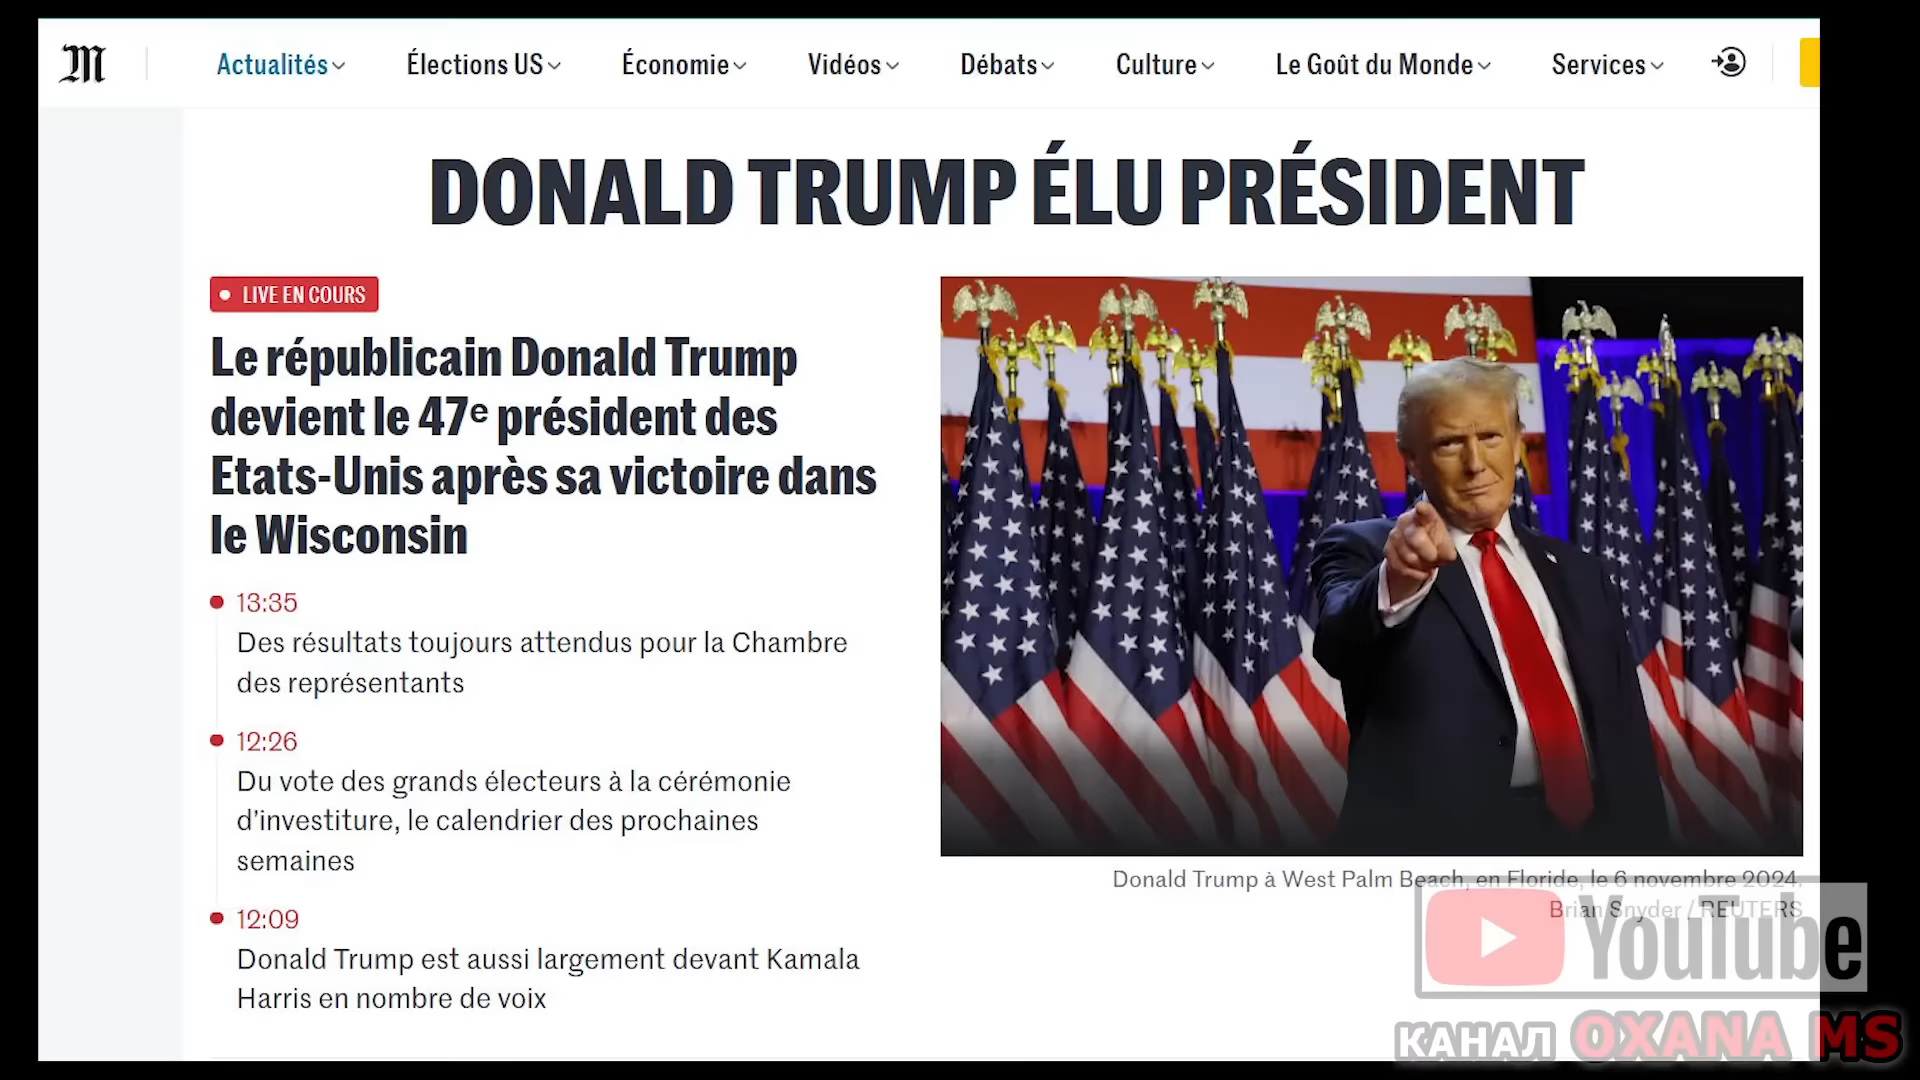 M
Actualités
Élections US
Économie
Vidéos
Débats
Culture
Le Goût du Monde
Services
DONALD TRUMP ÉLU PRÉSIDENT
LIVE EN COURS
Le républicain Donald Trump
devient le 47e président des
Etats-Unis après sa victoire dans
le Wisconsin
13:35
Des résultats toujours attendus pour la Chambre
des représentants
12:26
Du vote des grands électeurs à la cérémonie
d’investiture, le calendrier des prochaines
semaines
12:09
Donald Trump est aussi largement devant Kamala
Harris en nombre de voix
Donald Trump à West Palm Beach, en Floride, le 6 novembre 2024.
Brian Snyder / REUTERS
YouTube
КАНАЛ OXANA MS